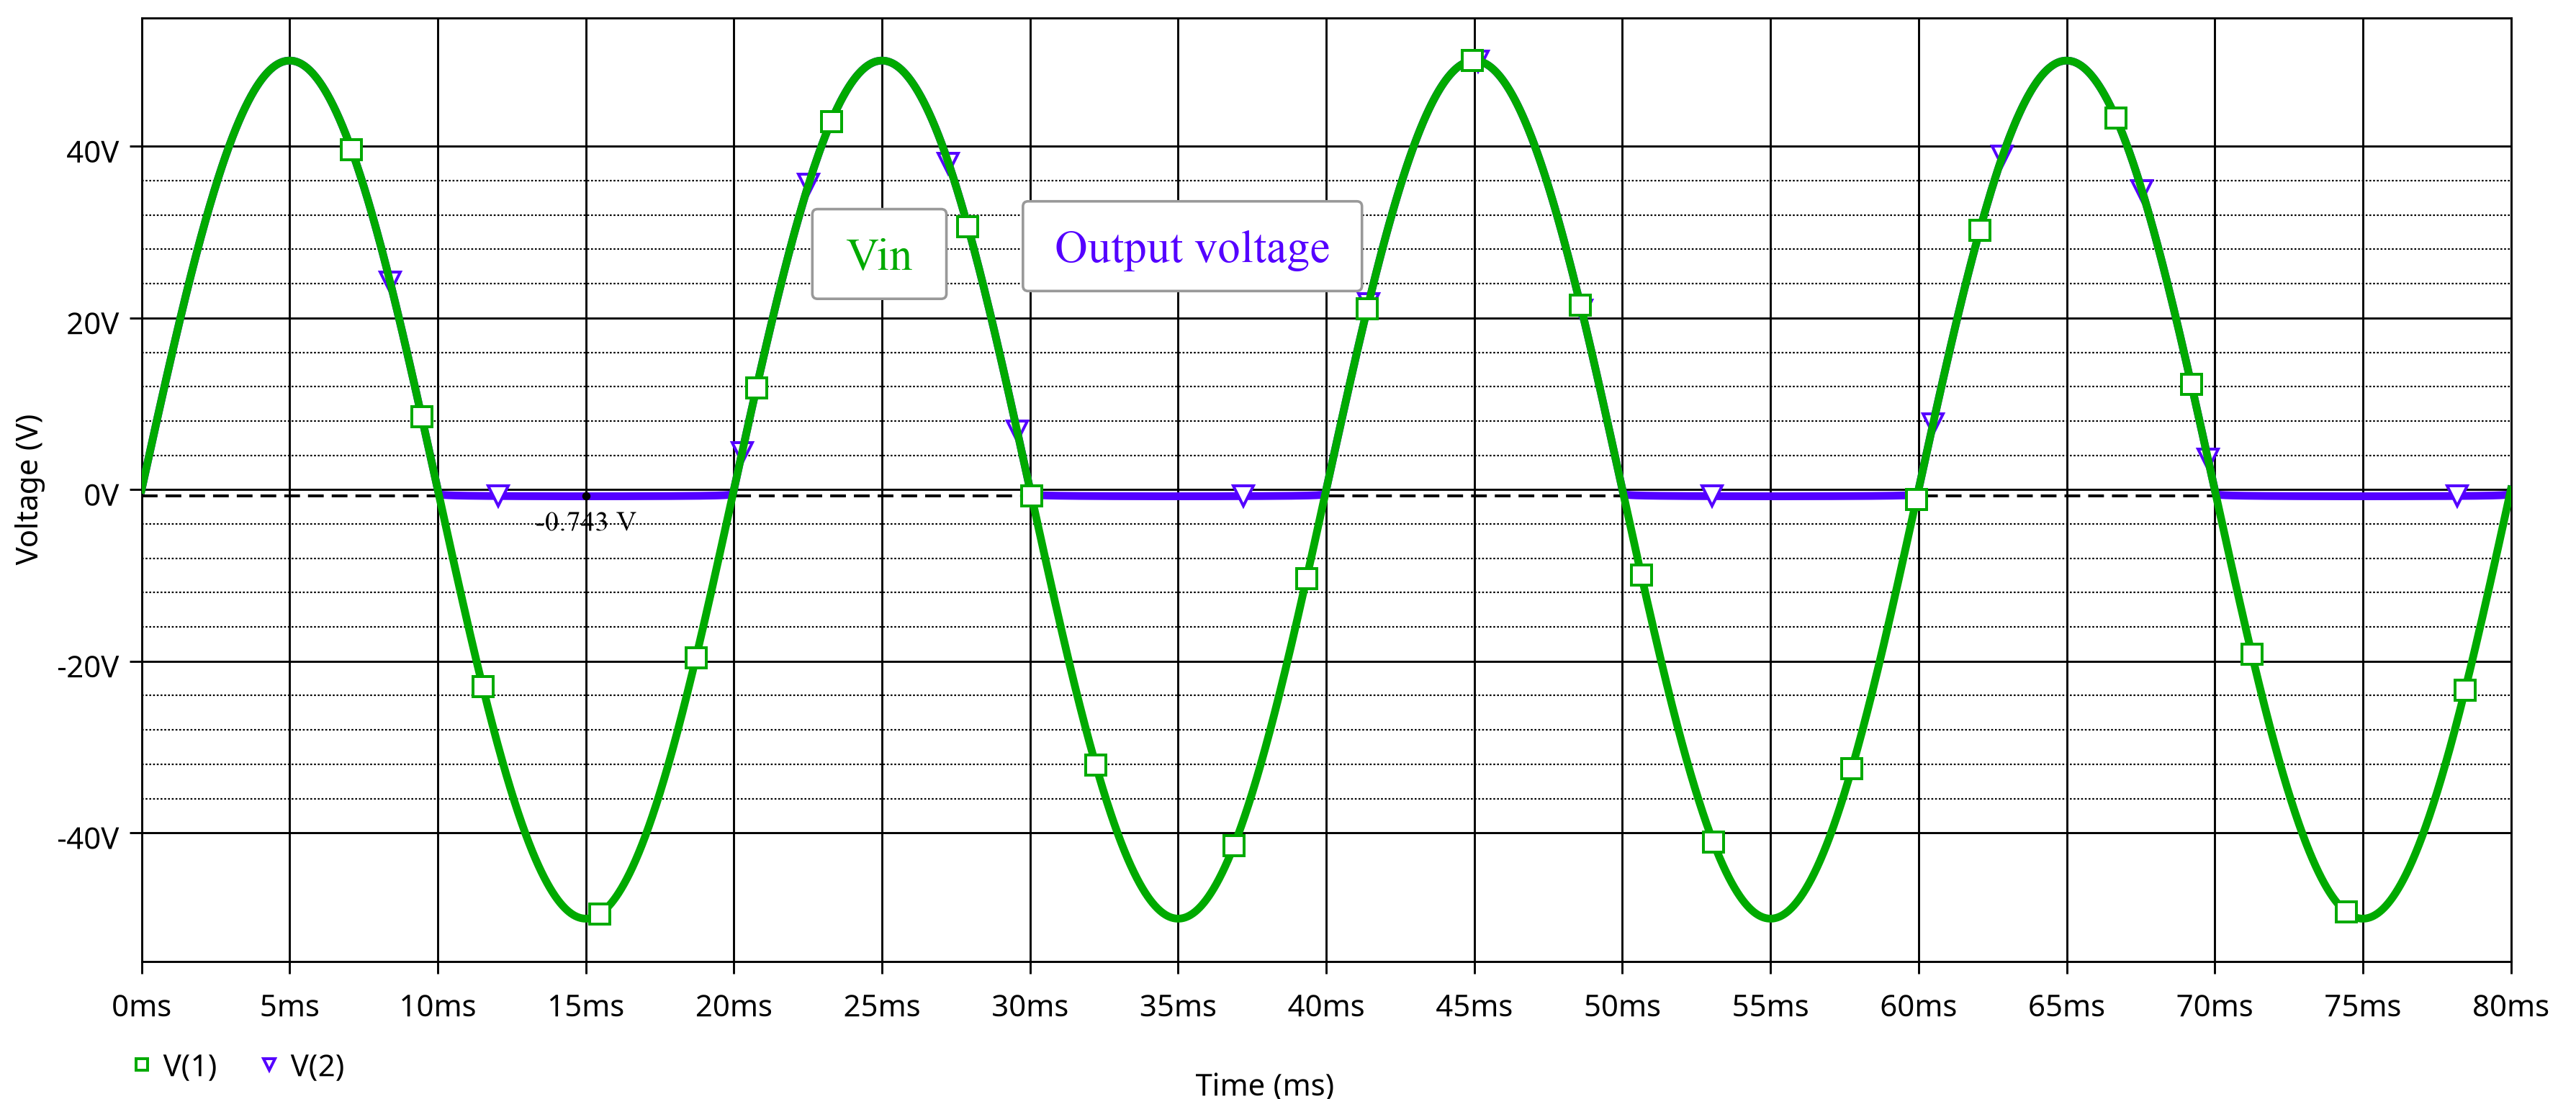 40V
20V
0V
-20V
-40V
Voltage (V)
Vin
Output voltage
-0.743 V
0ms 5ms 10ms 15ms 20ms 25ms 30ms 35ms 40ms 45ms 50ms 55ms 60ms 65ms 70ms 75ms 80ms
V(1) V(2)
Time (ms)